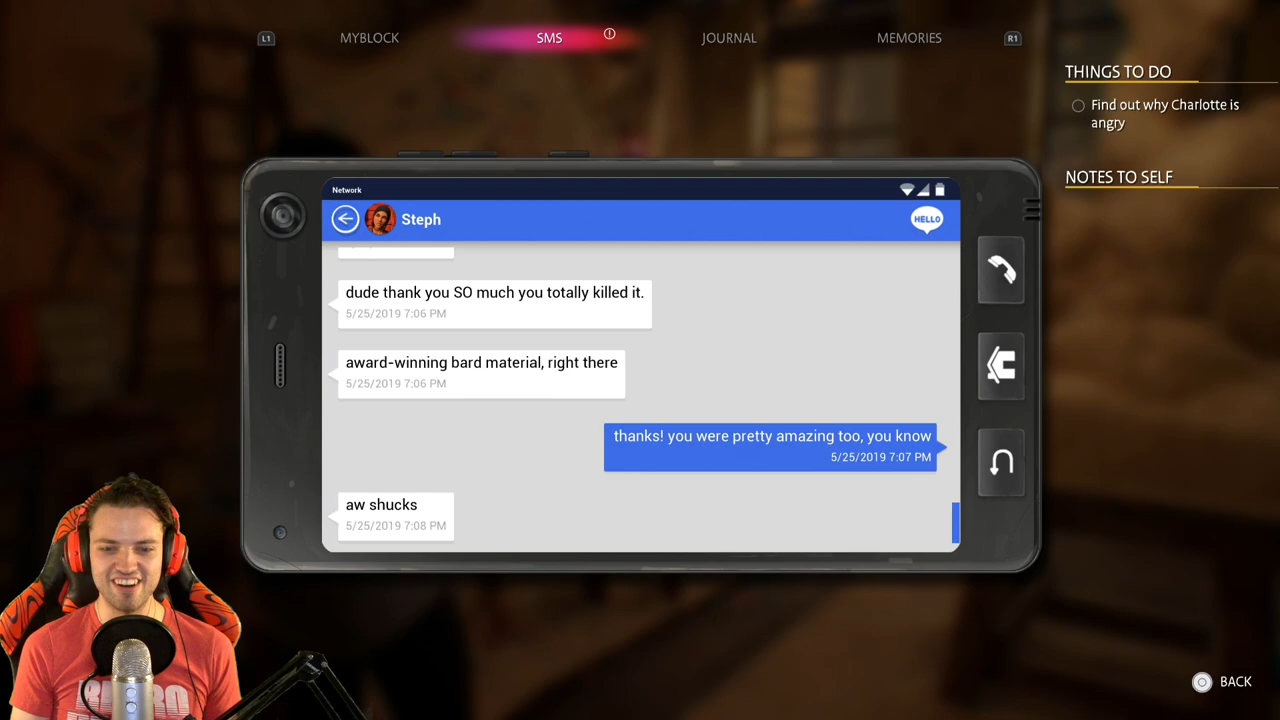 L1
MYBLOCK
SMS
JOURNAL
MEMORIES
R1
THINGS TO DO
Find out why Charlotte is
angry
NOTES TO SELF
Network
Steph
HELLO
dude thank you SO much you totally killed it.
5/25/2019 7:06 PM
award-winning bard material, right there
5/25/2019 7:06 PM
thanks! you were pretty amazing too, you know
5/25/2019 7:07 PM
aw shucks
5/25/2019 7:08 PM
BACK